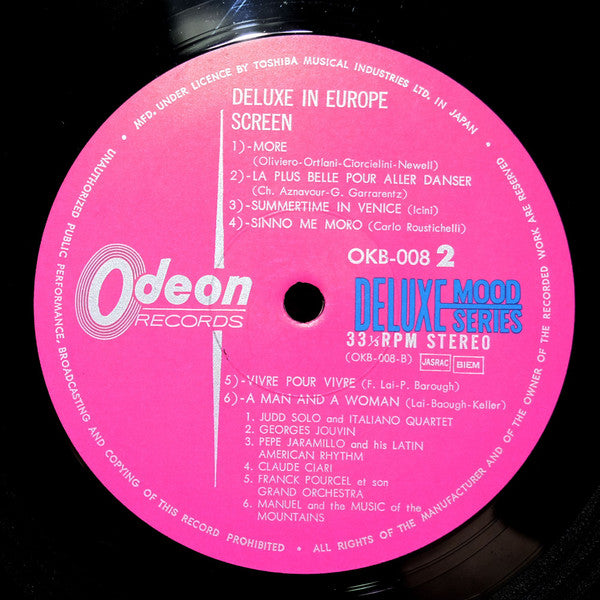 MFD. UNDER LICENCE BY TOSHIBA MUSICAL INDUSTRIES LTD. IN JAPAN
UNAUTHORIZED PUBLIC PERFORMANCE, BROADCASTING AND COPYING OF THIS RECORD PROHIBITED • ALL RIGHTS OF THE MANUFACTURER AND OF THE OWNER OF THE RECORDED WORK ARE RESERVED
DELUXE IN EUROPE
SCREEN
1)-MORE
(Oliviero-Ortlani-Ciorcielini-Newell)
2)-LA PLUS BELLE POUR ALLER DANSER
(Ch. Aznavour-G. Garrarentz)
3)-SUMMERTIME IN VENICE (Icini)
4)-SINNO ME MORO (Carlo Roustichelli)
Odeon
RECORDS
OKB-008 2
DELUXE MOOD SERIES
33⅓RPM STEREO
(OKB-008-B) JASRAC BIEM
5)-VIVRE POUR VIVRE (F. Lai-P. Barough)
6)-A MAN AND A WOMAN (Lai-Baough-Keller)
1. JUDD SOLO and ITALIANO QUARTET
2. GEORGES JOUVIN
3. PEPE JARAMILLO and his LATIN
AMERICAN RHYTHM
4. CLAUDE CIARI
5. FRANCK POURCEL et son
GRAND ORCHESTRA
6. MANUEL and the MUSIC of the
MOUNTAINS